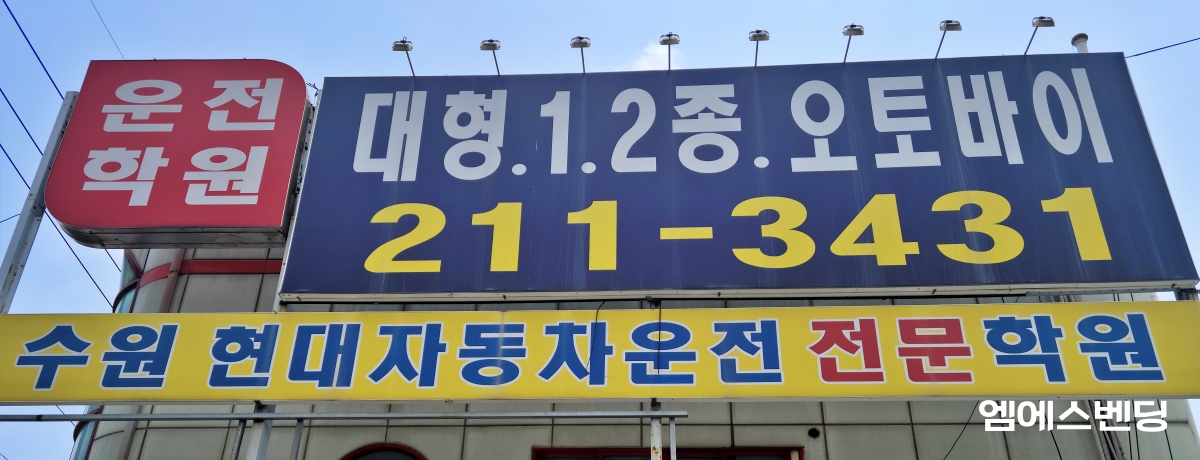 운전
학원
대형.1.2종.오토바이
211-3431
수원 현대자동차운전 전문학원
엠에스벤딩